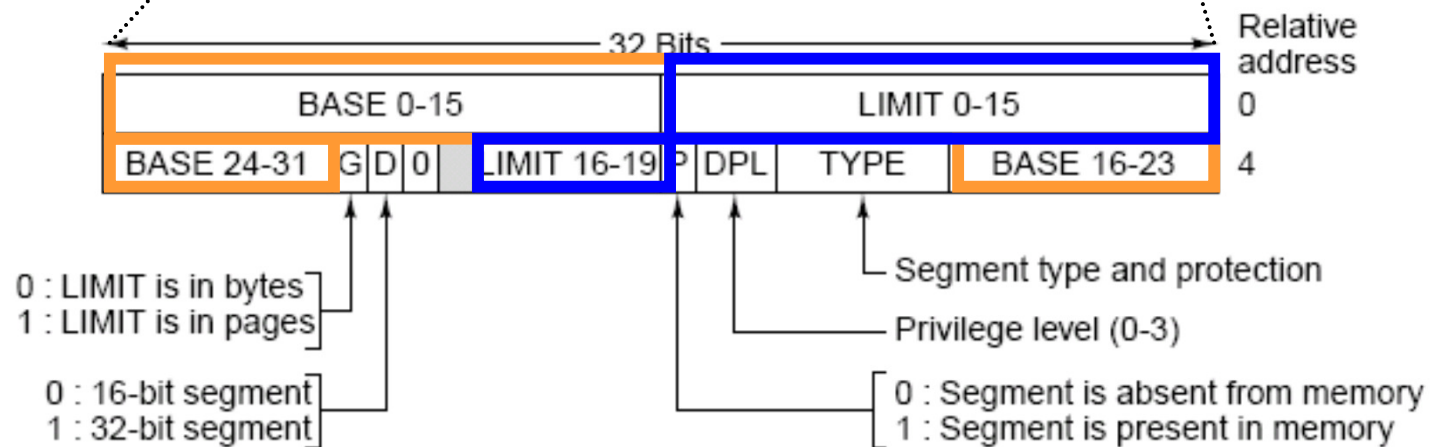 32 Bits
Relative
address
BASE 0-15 LIMIT 0-15 0
BASE 24-31 G D 0 LIMIT 16-19 P DPL TYPE BASE 16-23 4
0 : LIMIT is in bytes
1 : LIMIT is in pages
Segment type and protection
Privilege level (0-3)
0 : 16-bit segment
1 : 32-bit segment
0 : Segment is absent from memory
1 : Segment is present in memory